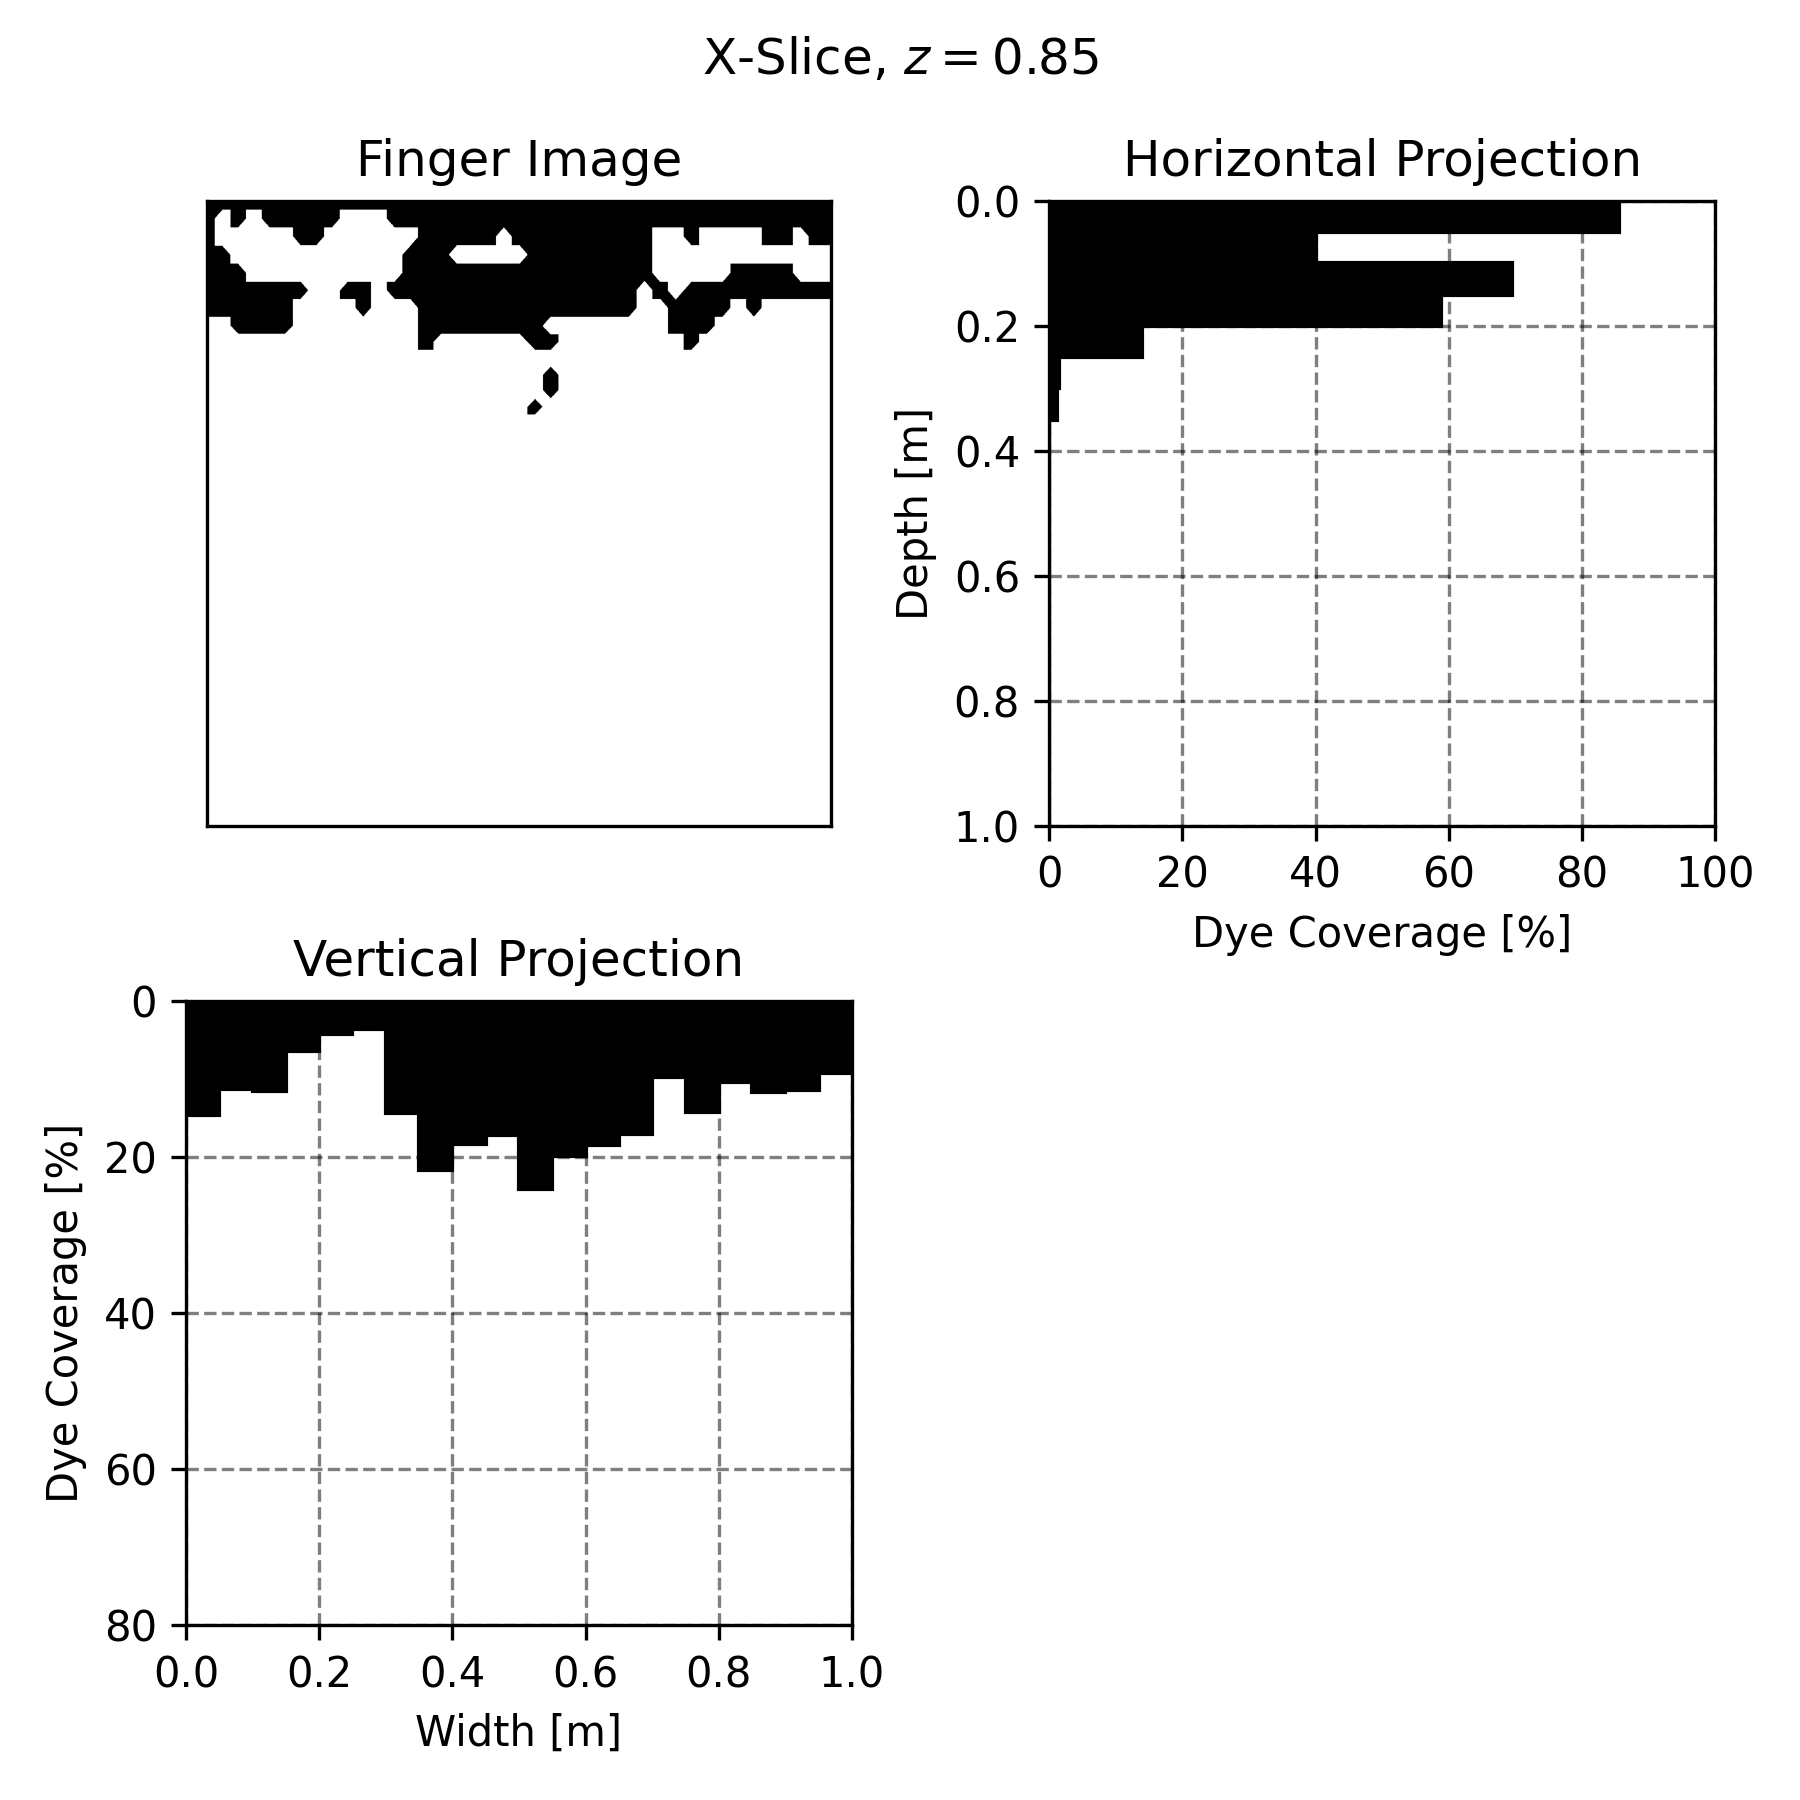 X-Slice, z = 0.85
Finger Image
Horizontal Projection
0.0
0.2
0.4
0.6
0.8
1.0
Depth [m]
0 20 40 60 80 100
Dye Coverage [%]
Vertical Projection
0
20
40
60
80
Dye Coverage [%]
0.0 0.2 0.4 0.6 0.8 1.0
Width [m]